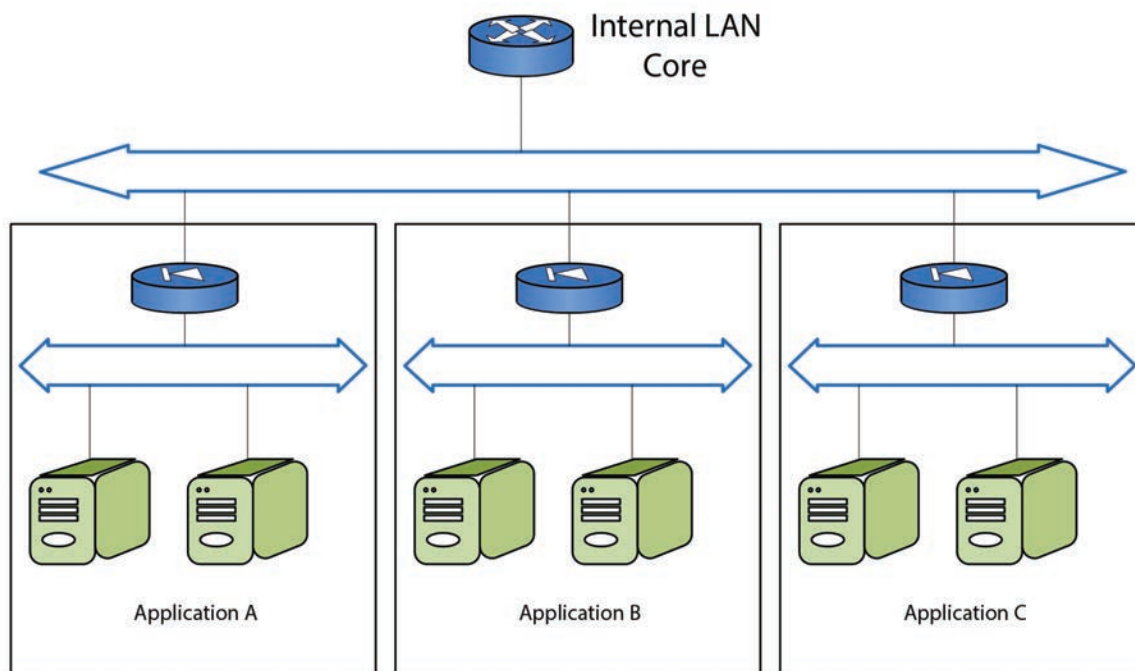 Internal LAN
Core
Application A
Application B
Application C